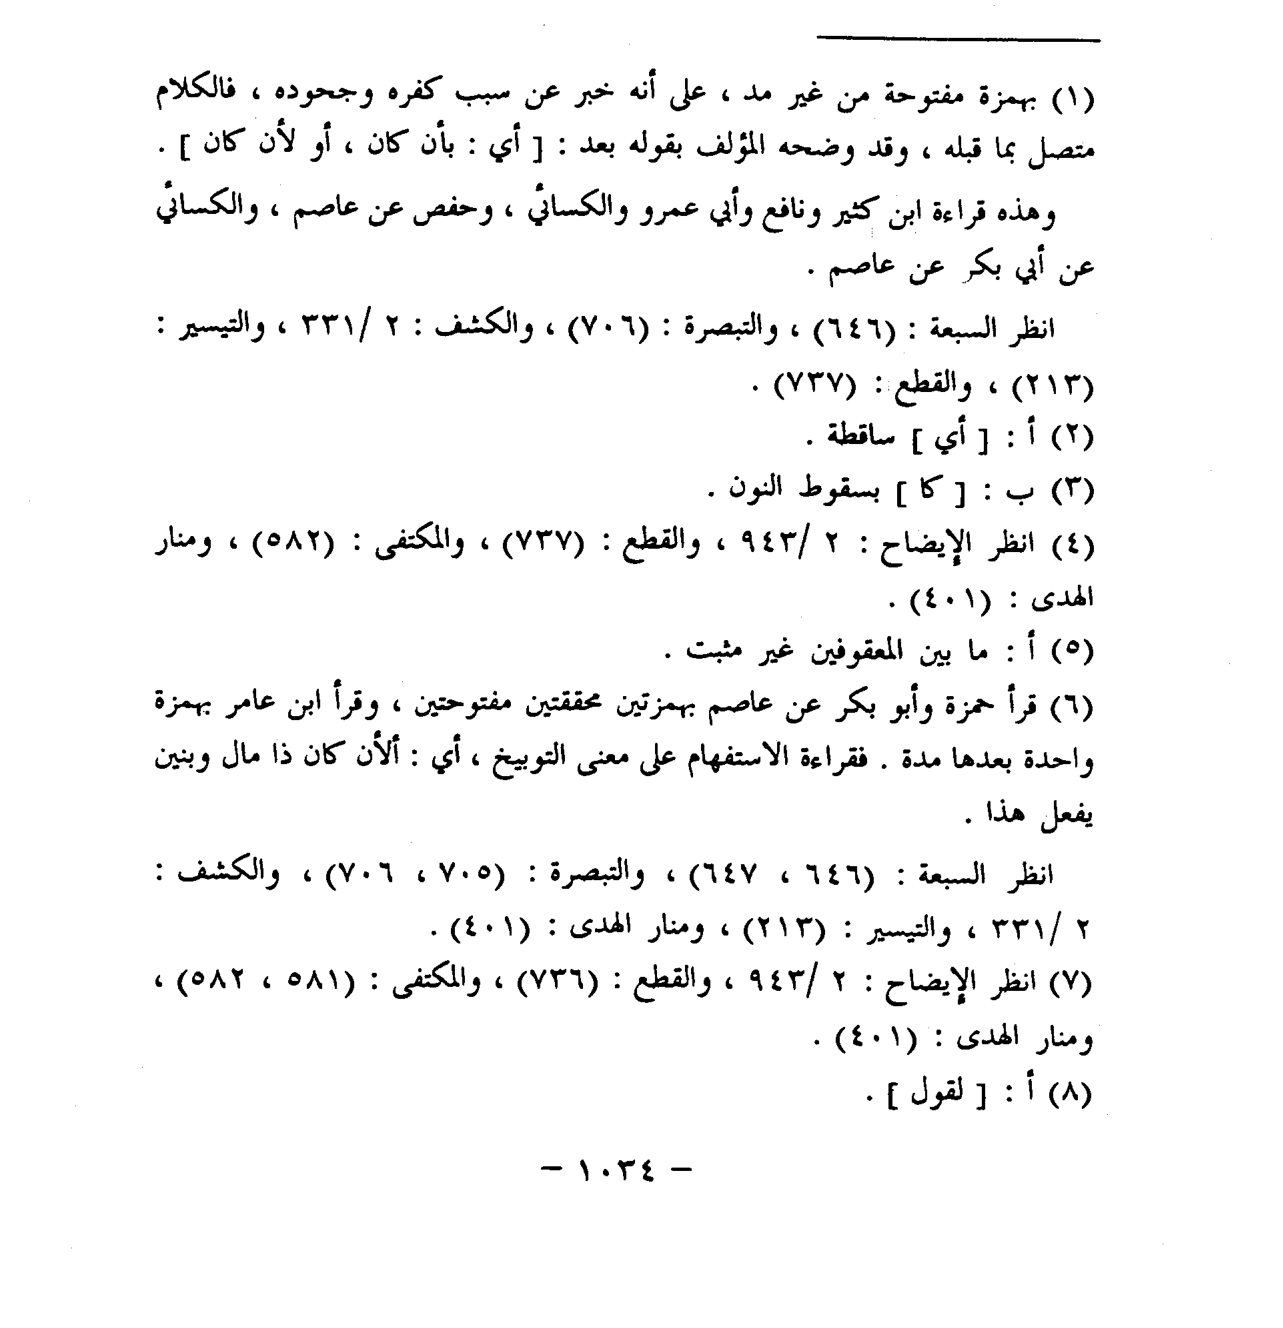 (١) بهمزة مفتوحة من غير مد ، على أنه خبر عن سبب كفره وجحوده ، فالكلام
متصل بما قبله ، وقد وضحه المؤلف بقوله بعد : [ أي : بأن كان ، أو لأن كان ] .
وهذه قراءة ابن كثير ونافع وأبي عمرو والكسائيّ ، وحفص عن عاصم ، والكسائيّ
عن أبي بكر عن عاصم .
انظر السبعة : (٦٤٦) ، والتبصرة : (٧٠٦) ، والكشف : ٢ /٣٣١ ، والتيسير :
(٢١٣) ، والقطع : (٧٣٧) .
(٢) أ : [ أي ] ساقطة .
(٣) ب : [ كا ] بسقوط النون .
(٤) انظر الإيضاح : ٢ /٩٤٣ ، والقطع : (٧٣٧) ، والمكتفى : (٥٨٢) ، ومنار
الهدى : (٤٠١) .
(٥) أ : ما بين المعقوفين غير مثبت .
(٦) قرأ حمزة وأبو بكر عن عاصم بهمزتين محققتين مفتوحتين ، وقرأ ابن عامر بهمزة
واحدة بعدها مدة . فقراءة الاستفهام على معنى التوبيخ ، أي : ألأن كان ذا مال وبنين
يفعل هذا .
انظر السبعة : (٦٤٦ ، ٦٤٧) ، والتبصرة : (٧٠٥ ، ٧٠٦) ، والكشف :
٢ /٣٣١ ، والتيسير : (٢١٣) ، ومنار الهدى : (٤٠١) .
(٧) انظر الإيضاح : ٢ /٩٤٣ ، والقطع : (٧٣٦) ، والمكتفى : (٥٨١ ، ٥٨٢) ،
ومنار الهدى : (٤٠١) .
(٨) أ : [ لقول ] .
– ١٠٣٤ –